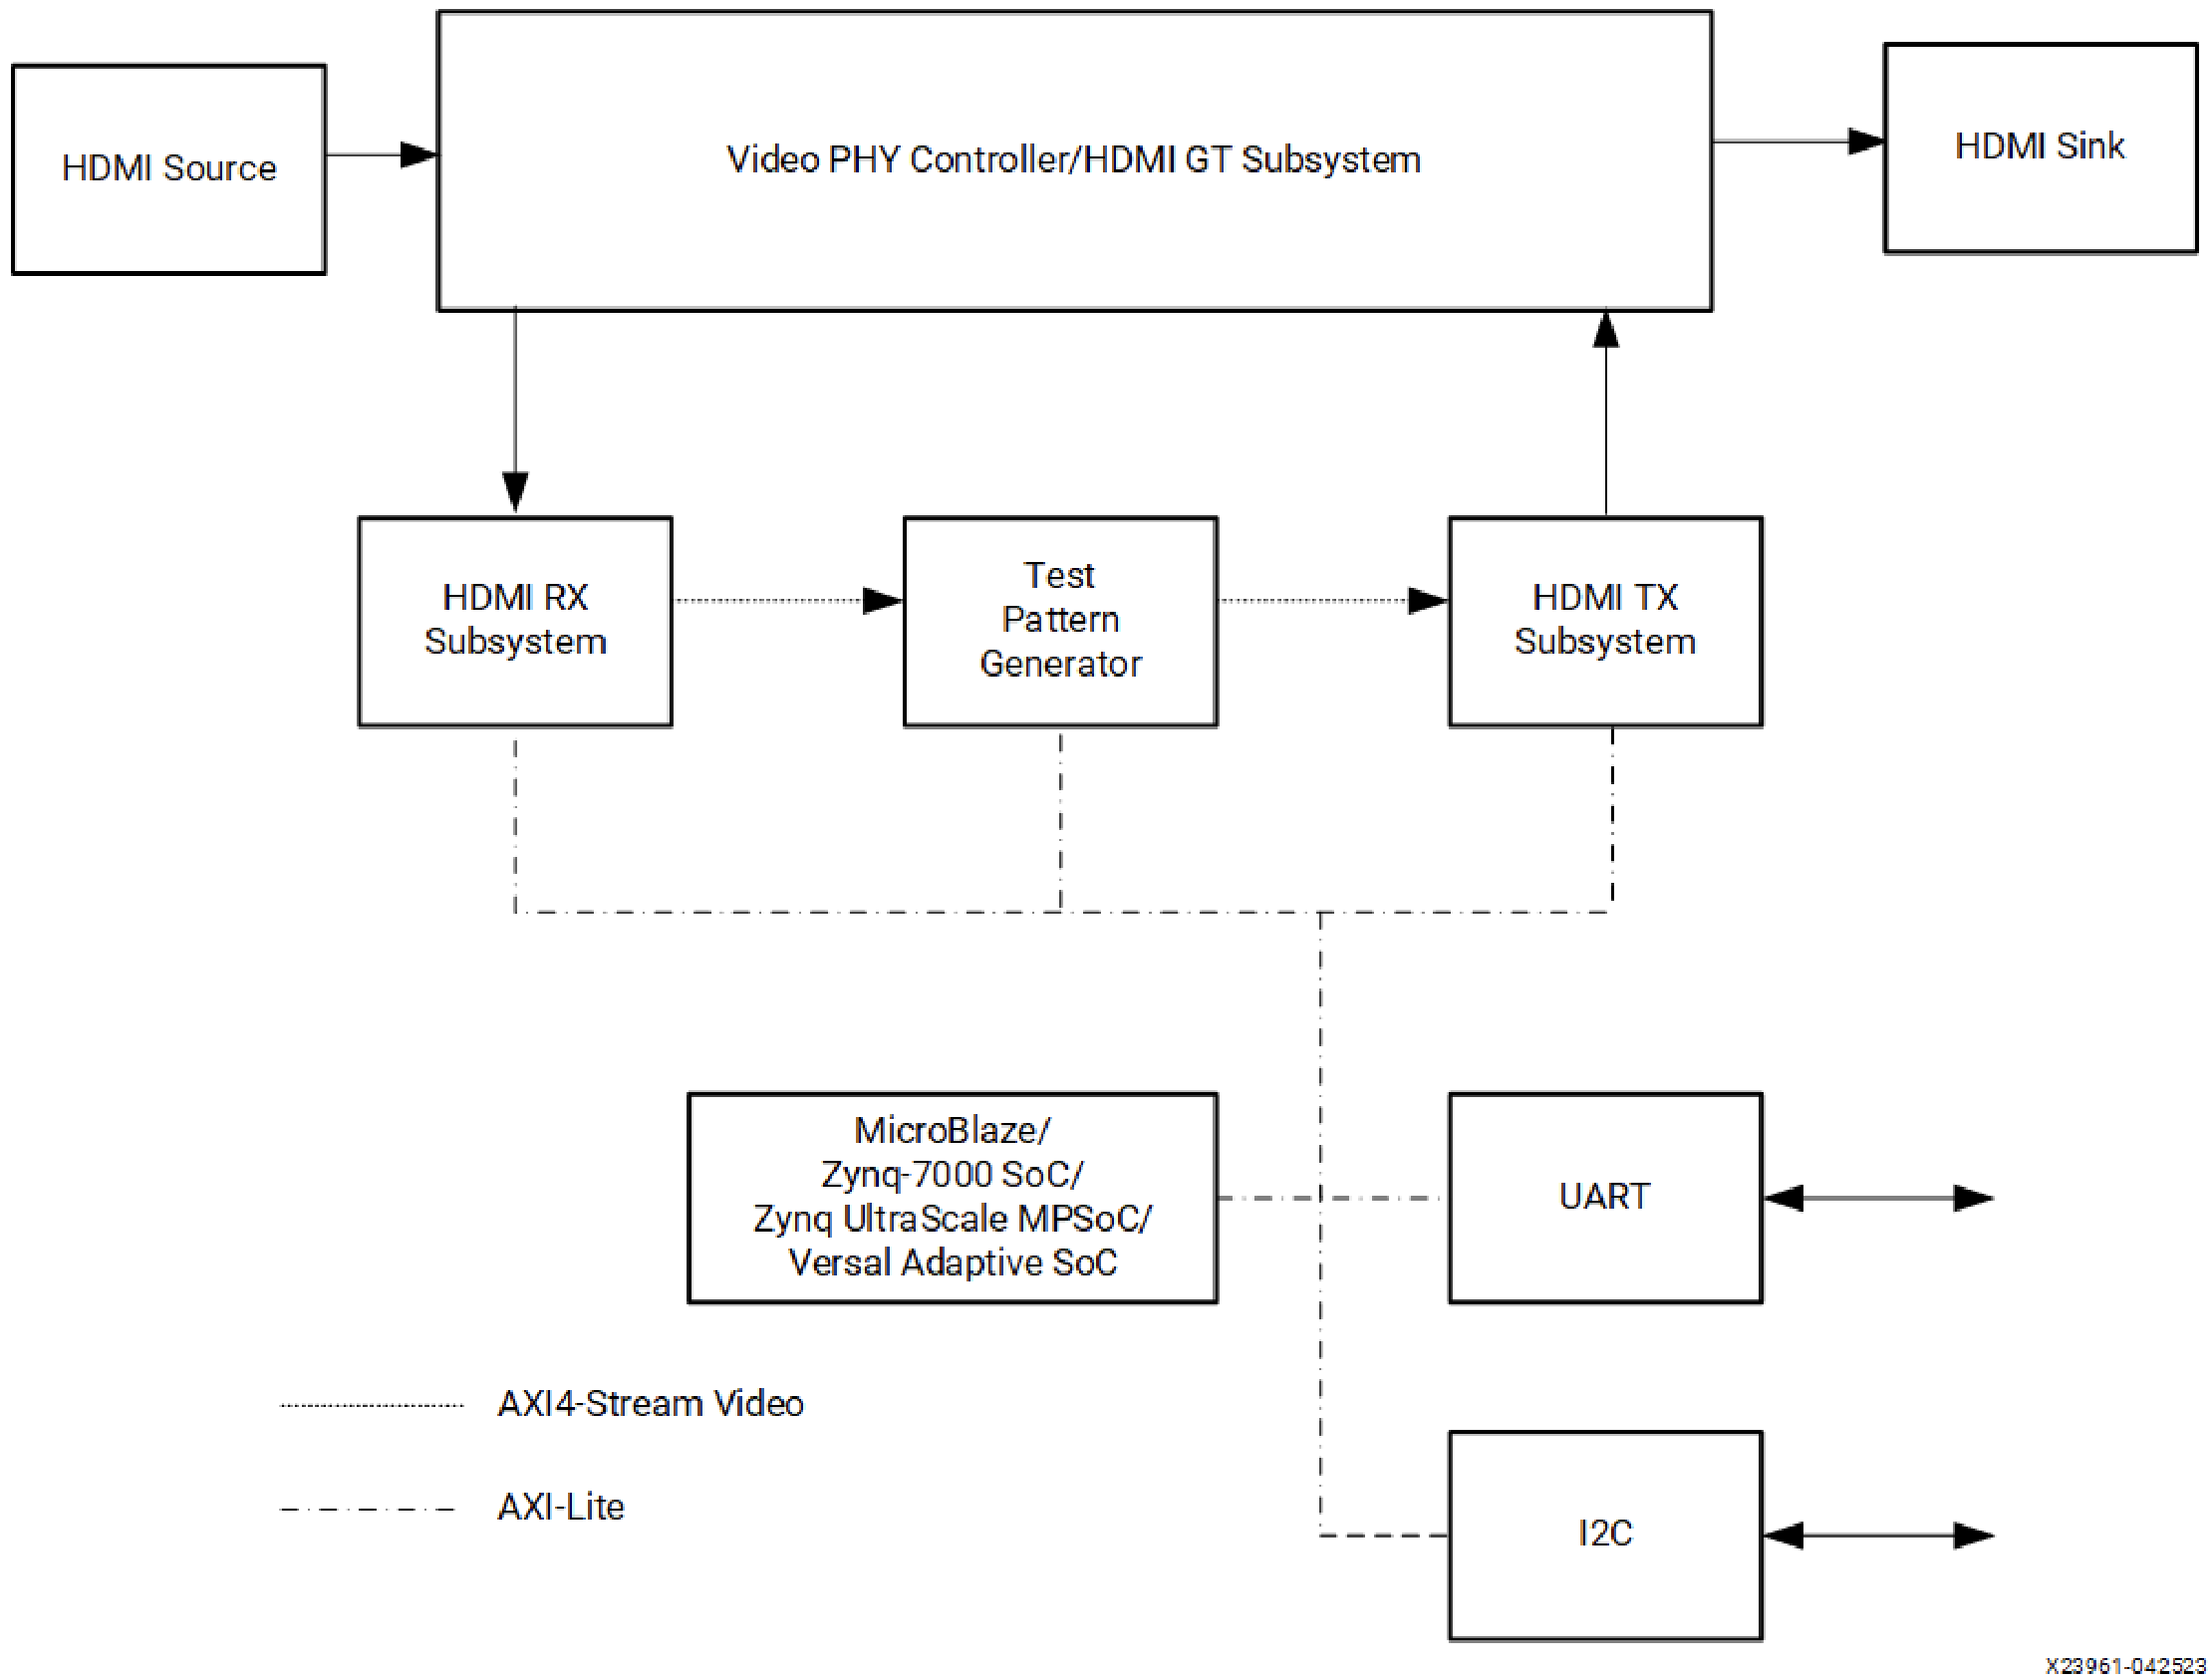 HDMI Source
Video PHY Controller/HDMI GT Subsystem
HDMI Sink
HDMI RX
Subsystem
Test
Pattern
Generator
HDMI TX
Subsystem
MicroBlaze/
Zynq-7000 SoC/
Zynq UltraScale MPSoC/
Versal Adaptive SoC
UART
AXI4-Stream Video
AXI-Lite
I2C
X23961-042523